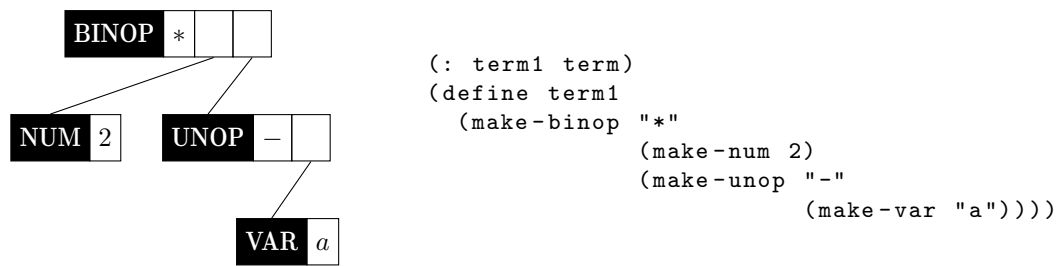 BINOP *
NUM 2
UNOP −
VAR a
(: term1 term)
(define term1
(make-binop "*"
(make-num 2)
(make-unop "-"
(make-var "a"))))